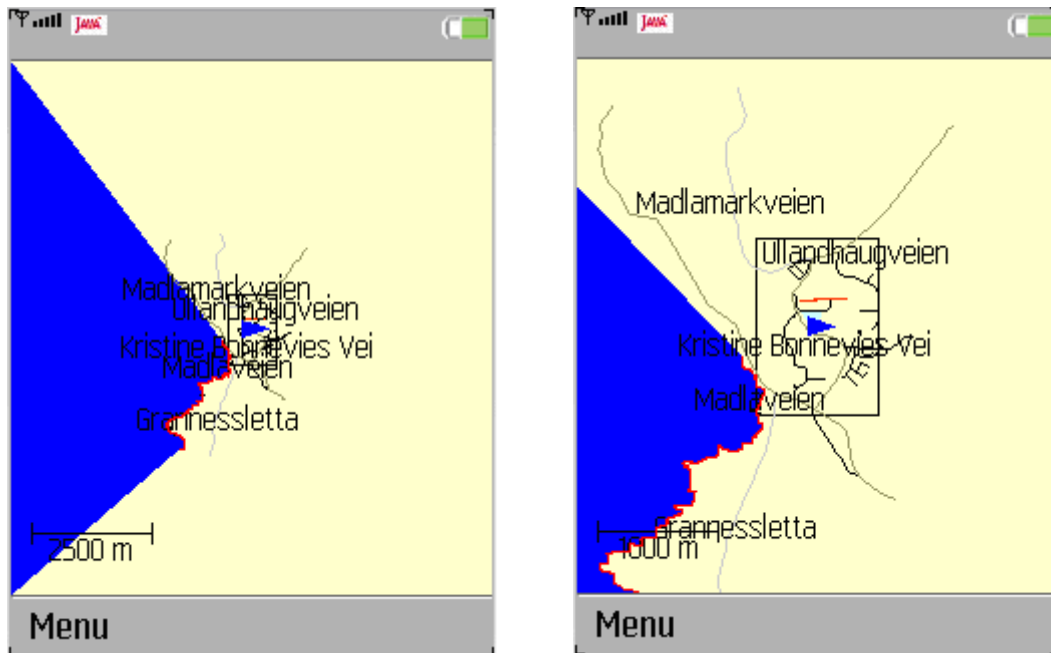 JAVA
Madlamarkveien
Ullandhaugveien
Kristine Bonnevies Vei
Madlaveien
Grannessletta
2500 m
Menu
JAVA
Madlamarkveien
Ullandhaugveien
Kristine Bonnevies Vei
Madlaveien
Grannessletta
1000 m
Menu